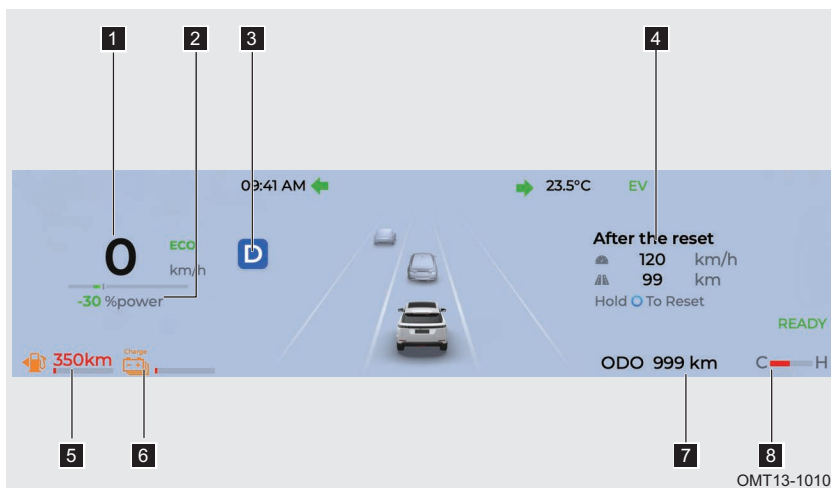 1 2 3 4
09:41 AM 23.5°C EV
0 ECO km/h
D
After the reset
120 km/h
99 km
Hold To Reset
-30 %power
READY
350km Charge
ODO 999 km C H
5 6 7 8
OMT13-1010